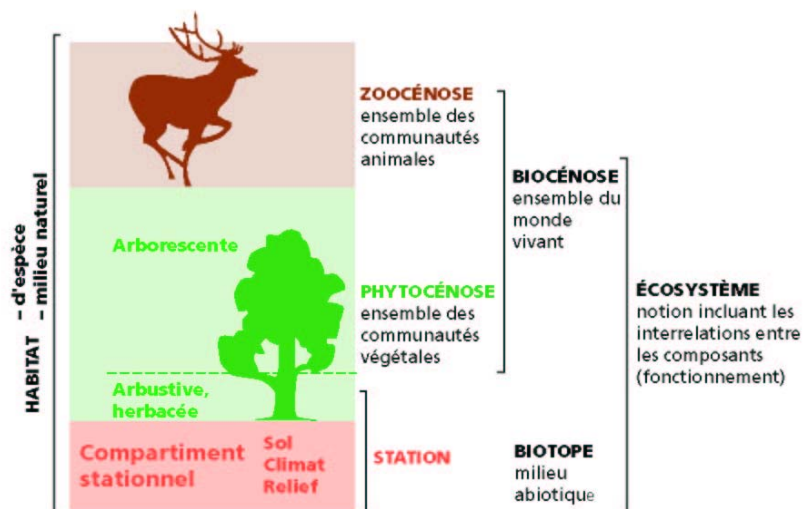 HABITAT – d'espèce
– milieu naturel
ZOOCÉNOSE
ensemble des
communautés
animales
BIOCÉNOSE
ensemble du
monde
vivant
Arborescente
PHYTOCÉNOSE
ensemble des
communautés
végétales
ÉCOSYSTÈME
notion incluant les
interrelations entre
les composants
(fonctionnement)
Arbustive,
herbacée
Compartiment
stationnel
Sol
Climat
Relief
STATION
BIOTOPE
milieu
abiotique